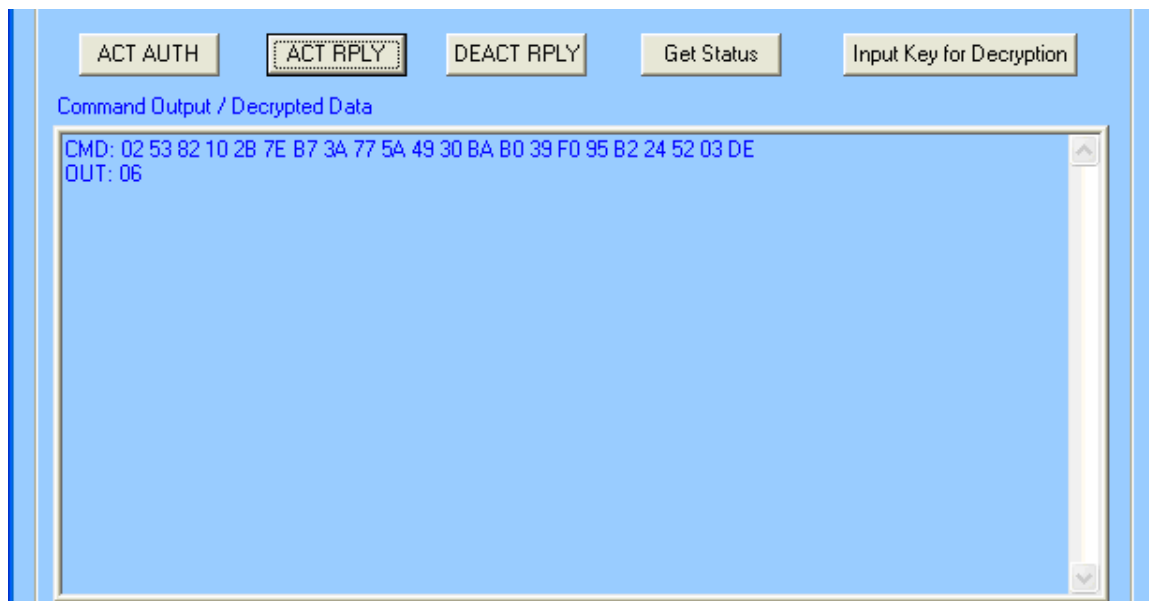 ACT AUTH ACT RPLY DEACT RPLY Get Status Input Key for Decryption
Command Output / Decrypted Data
CMD: 02 53 82 10 2B 7E B7 3A 77 5A 49 30 BA B0 39 F0 95 B2 24 52 03 DE
OUT: 06